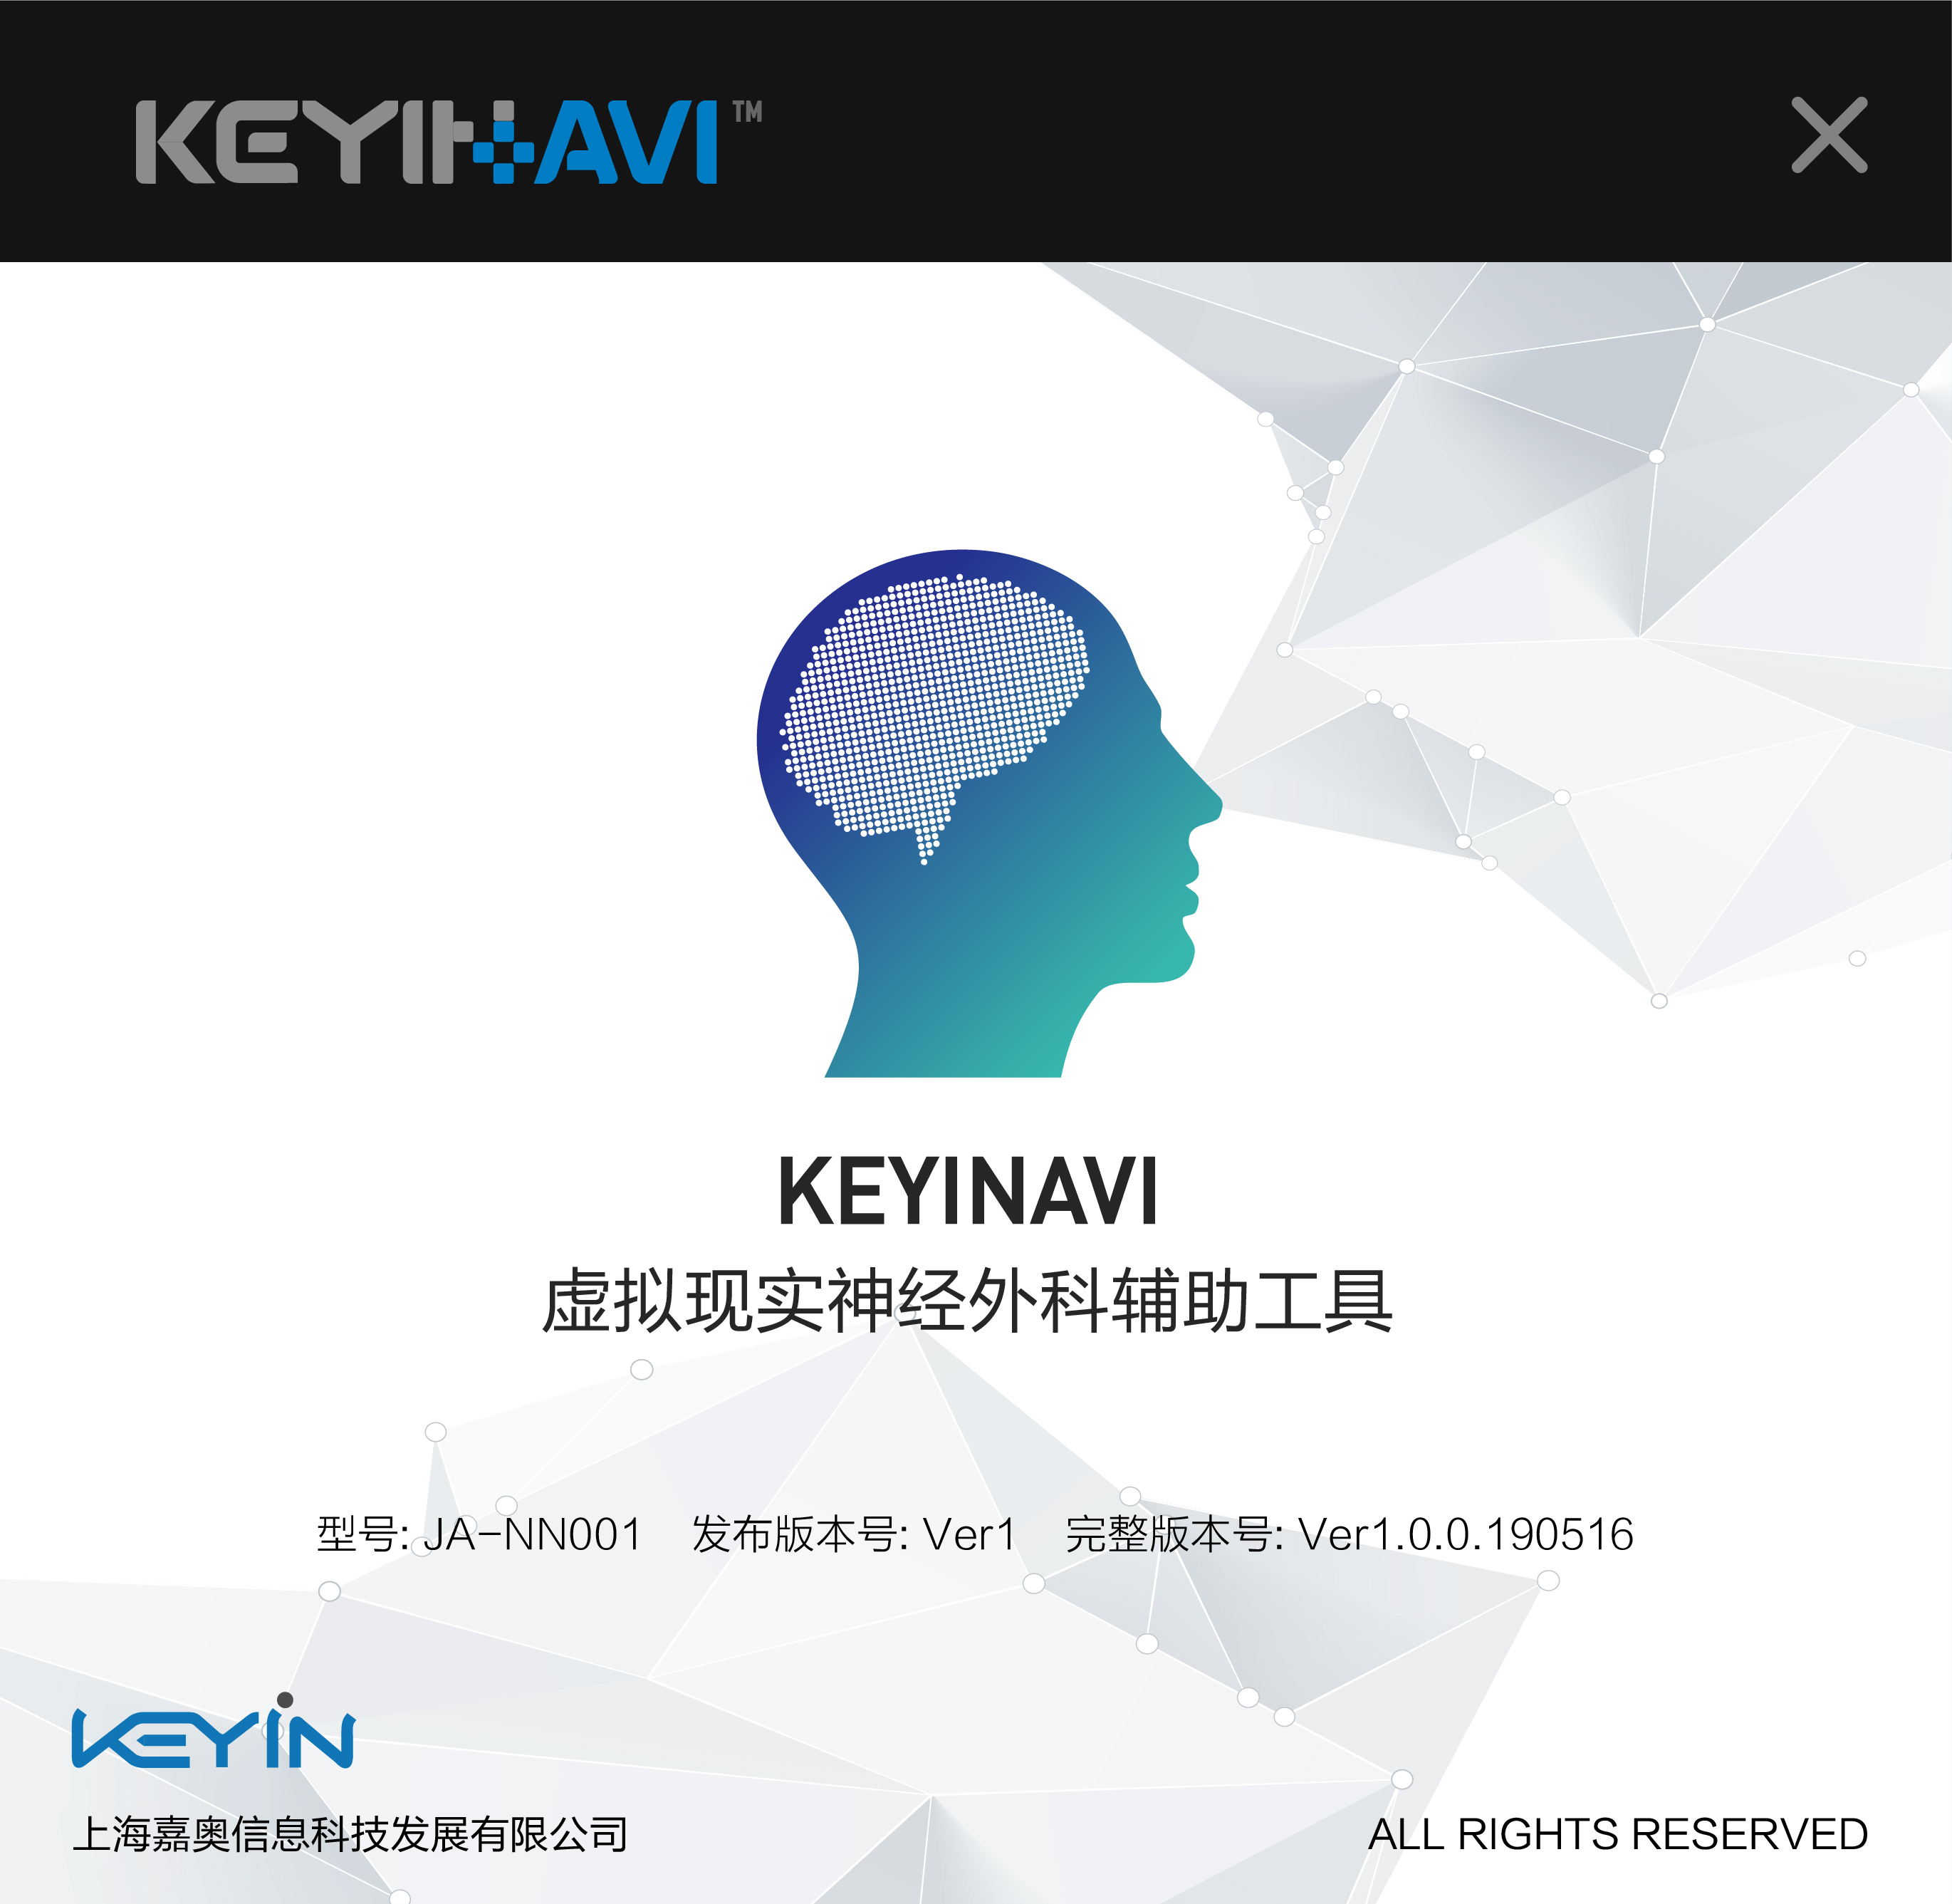 KEYINAVI™
KEYINAVI
虚拟现实神经外科辅助工具
型号: JA-NN001 发布版本号: Ver1 完整版本号: Ver1.0.0.190516
KEYIN
上海嘉奥信息科技发展有限公司
ALL RIGHTS RESERVED